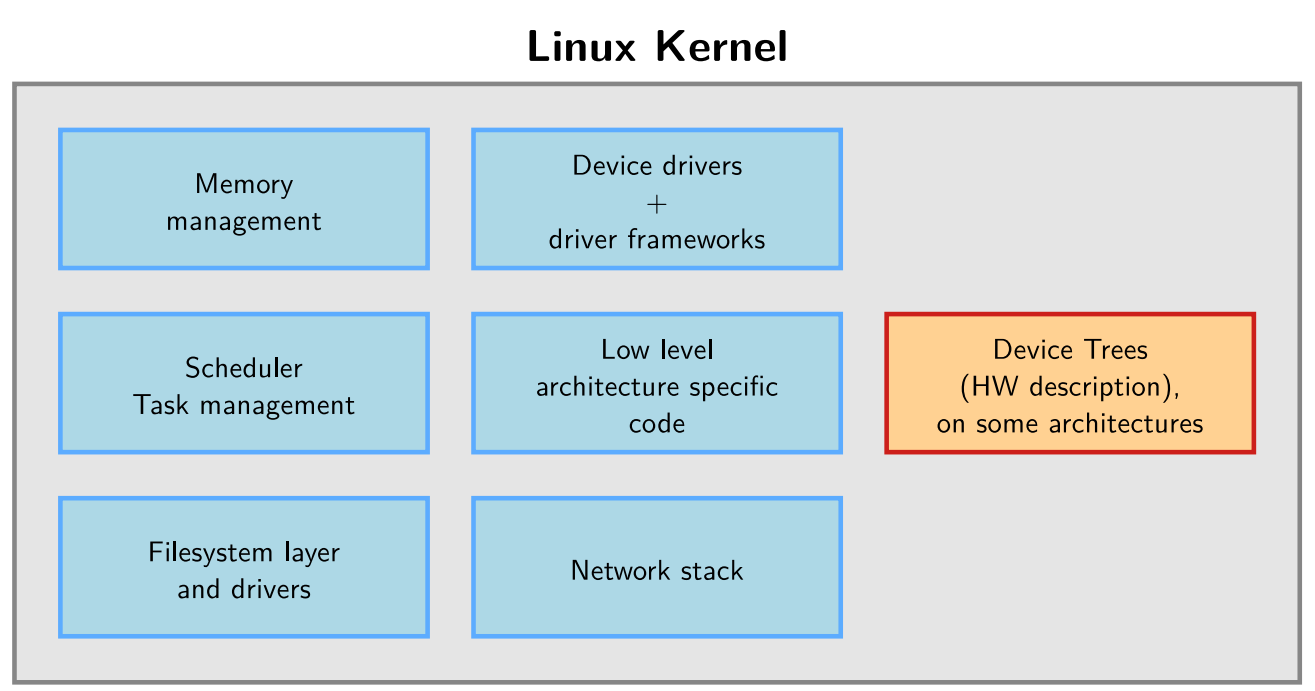 Linux Kernel
Memory
management
Device drivers
+
driver frameworks
Scheduler
Task management
Low level
architecture specific
code
Device Trees
(HW description),
on some architectures
Filesystem layer
and drivers
Network stack